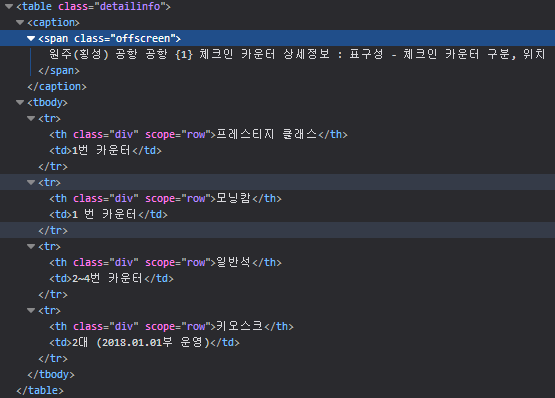 <table class="detailinfo">
<caption>
<span class="offscreen">
원주(횡성) 공항 공항 {1} 체크인 카운터 상세정보 : 표구성 - 체크인 카운터 구분, 위치
</span>
</caption>
<tbody>
<tr>
<th class="div" scope="row">프레스티지 클래스</th>
<td>1번 카운터</td>
</tr>
<tr>
<th class="div" scope="row">모닝캄</th>
<td>1 번 카운터</td>
</tr>
<tr>
<th class="div" scope="row">일반석</th>
<td>2~4번 카운터</td>
</tr>
<tr>
<th class="div" scope="row">키오스크</th>
<td>2대 (2018.01.01부 운영)</td>
</tr>
</tbody>
</table>